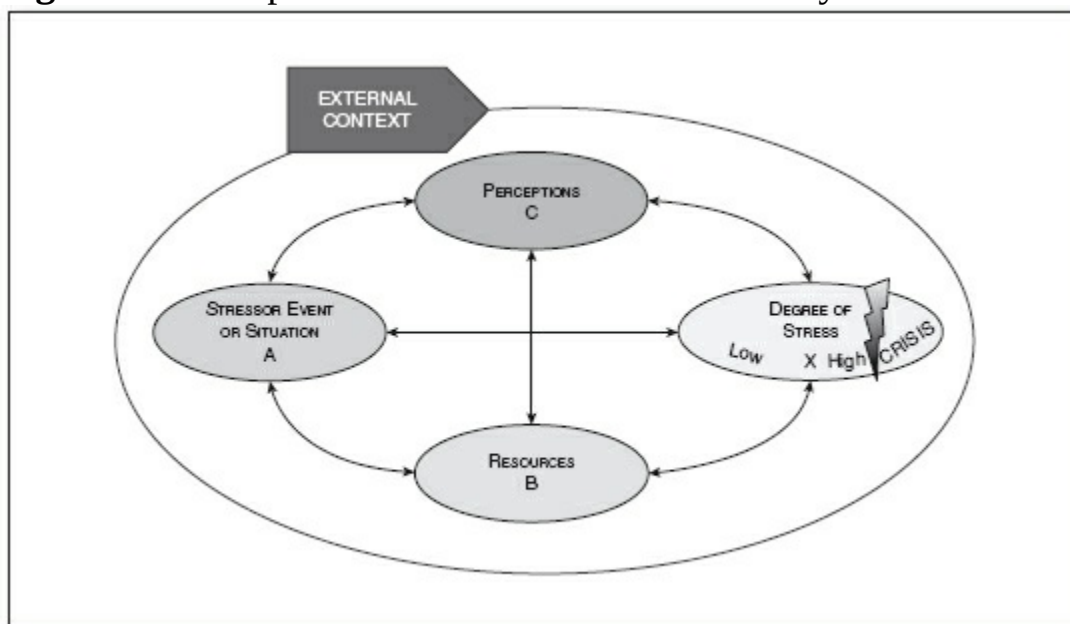 EXTERNAL
CONTEXT
PERCEPTIONS
C
STRESSOR EVENT
OR SITUATION
A
DEGREE OF
STRESS
Low X High CRISIS
RESOURCES
B